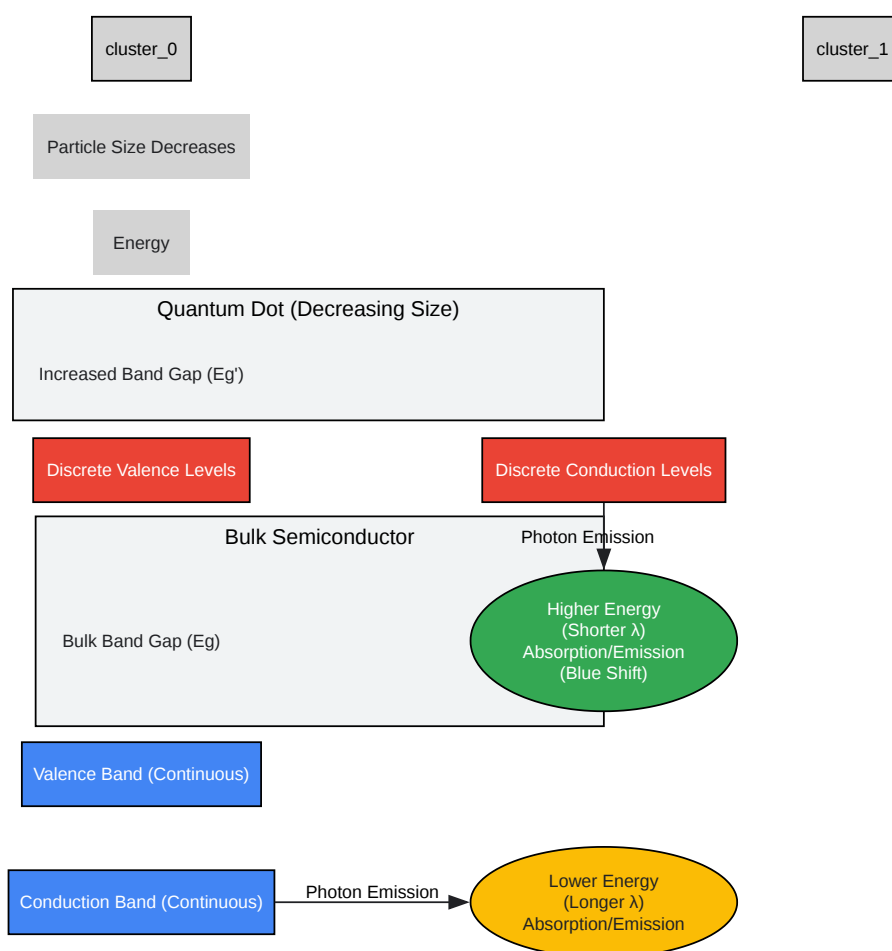 cluster_0
cluster_1
Particle Size Decreases
Energy
Quantum Dot (Decreasing Size)
Increased Band Gap (Eg')
Discrete Valence Levels
Discrete Conduction Levels
Bulk Semiconductor
Photon Emission
Higher Energy
(Shorter λ)
Absorption/Emission
(Blue Shift)
Bulk Band Gap (Eg)
Valence Band (Continuous)
Conduction Band (Continuous)
Photon Emission
Lower Energy
(Longer λ)
Absorption/Emission